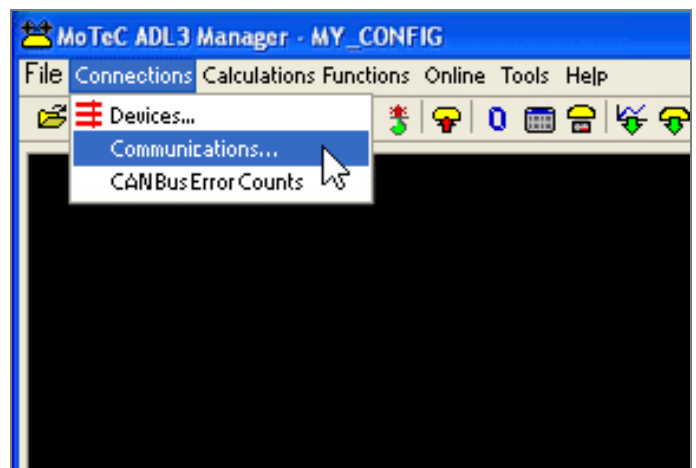 MoTeC ADL3 Manager - MY_CONFIG
File Connections Calculations Functions Online Tools Help
Devices...
Communications...
CAN Bus Error Counts